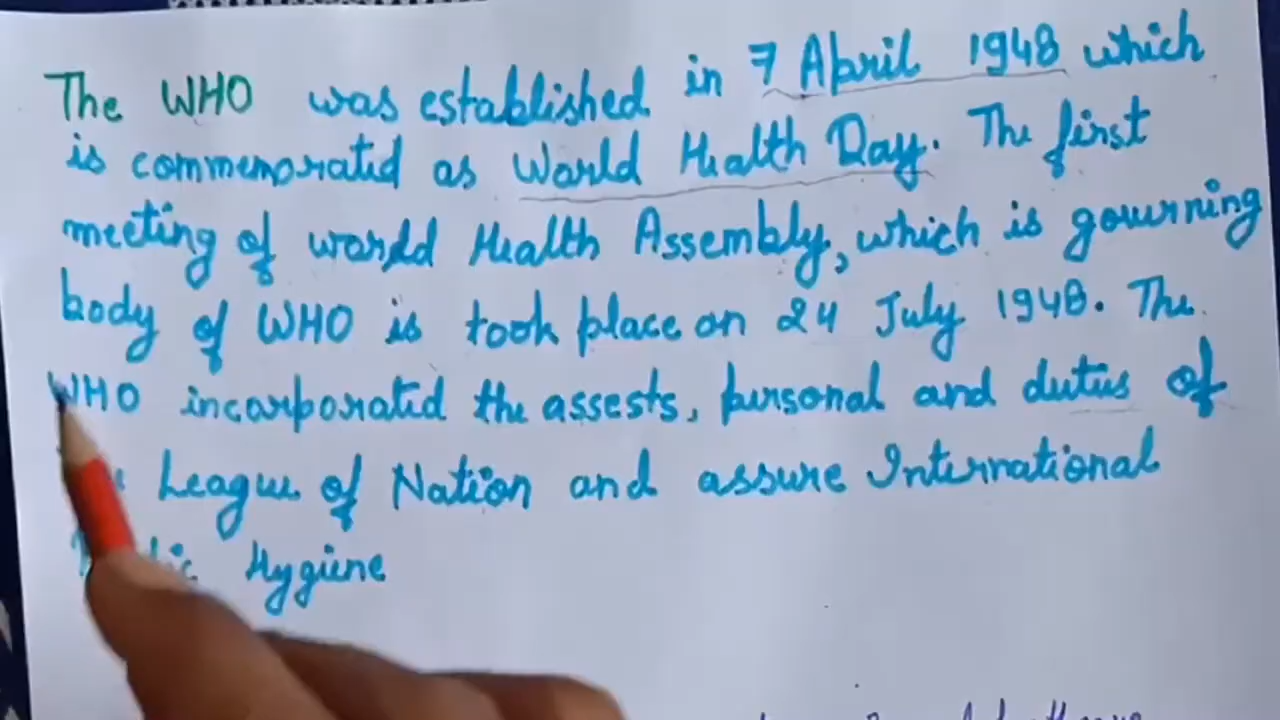 The WHO was established in 7 April 1948 which
is commemorated as World Health Day. The first
meeting of world Health Assembly, which is governing
body of WHO is took place on 24 July 1948. The
WHO incorporated the assests, personal and duties of
League of Nation and assure International
Hygiene